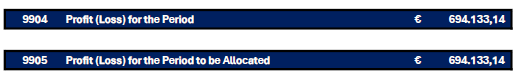 9904 Profit (Loss) for the Period € 694.133,14
9905 Profit (Loss) for the Period to be Allocated € 694.133,14